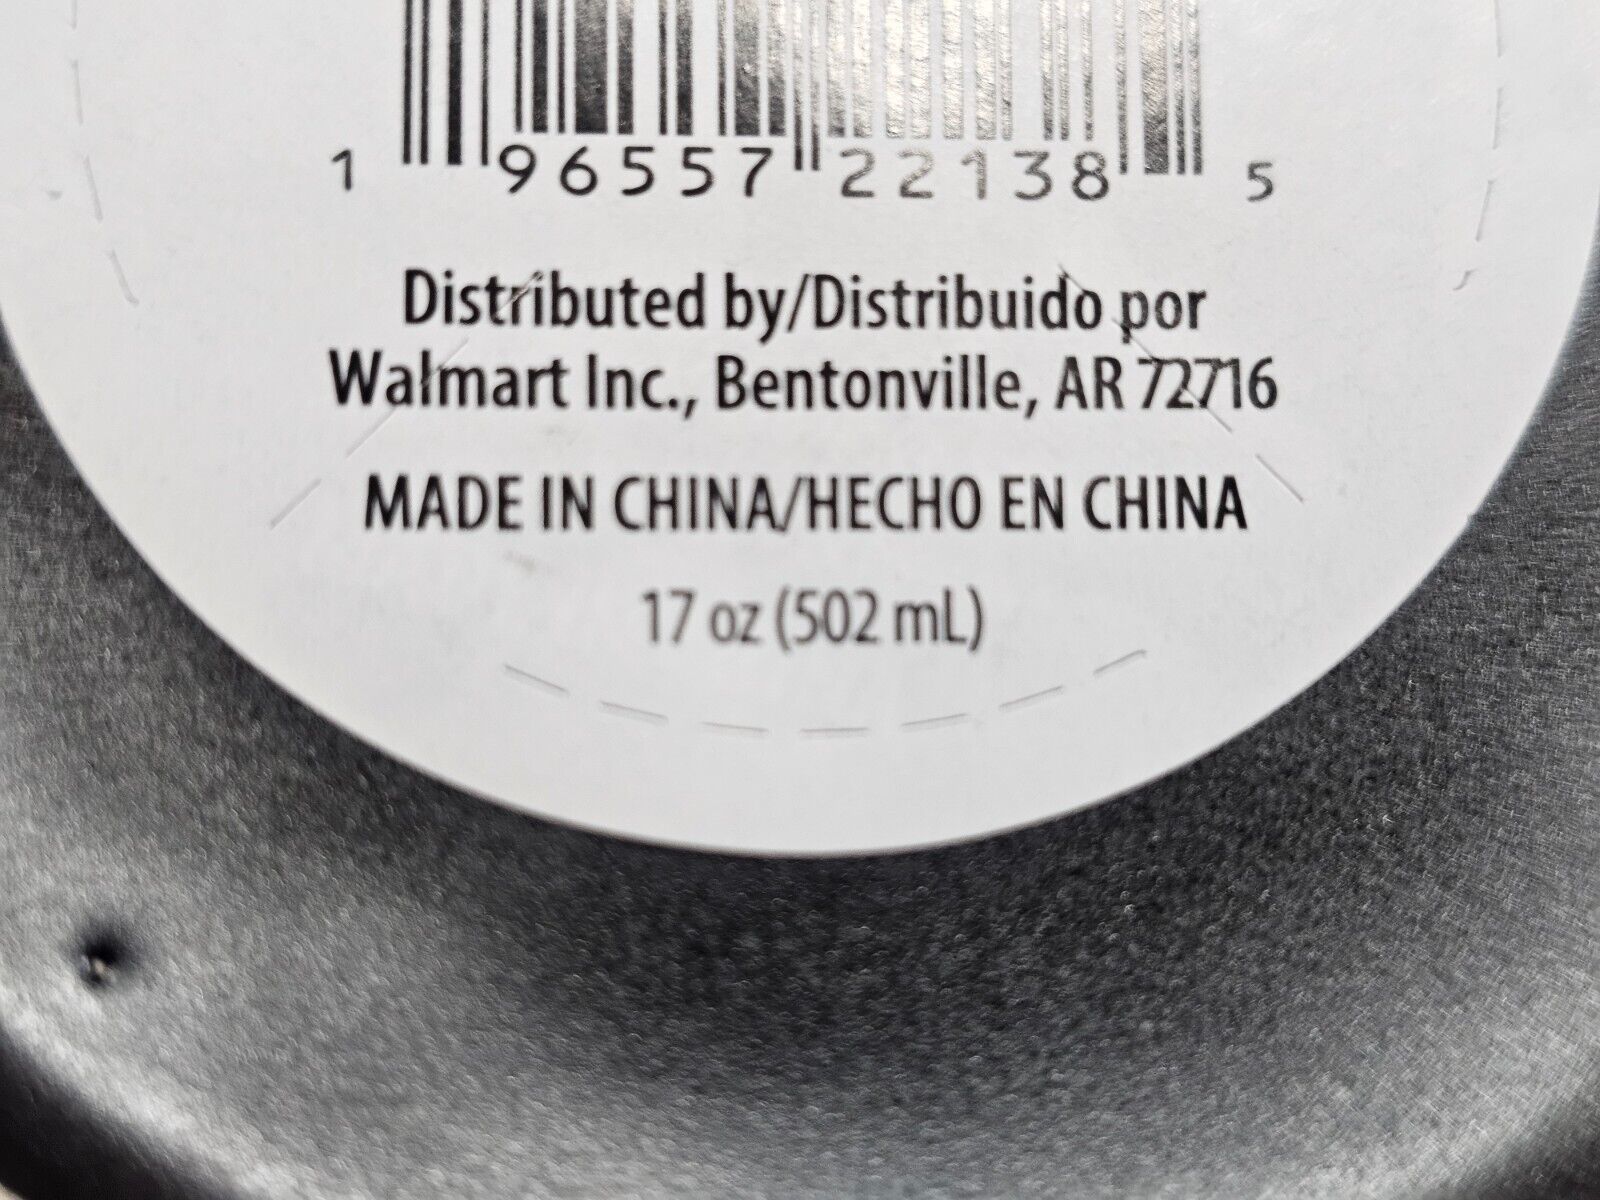 1 96557 22138 5
Distributed by/Distribuido por
Walmart Inc., Bentonville, AR 72716
MADE IN CHINA/HECHO EN CHINA
17 oz (502 mL)